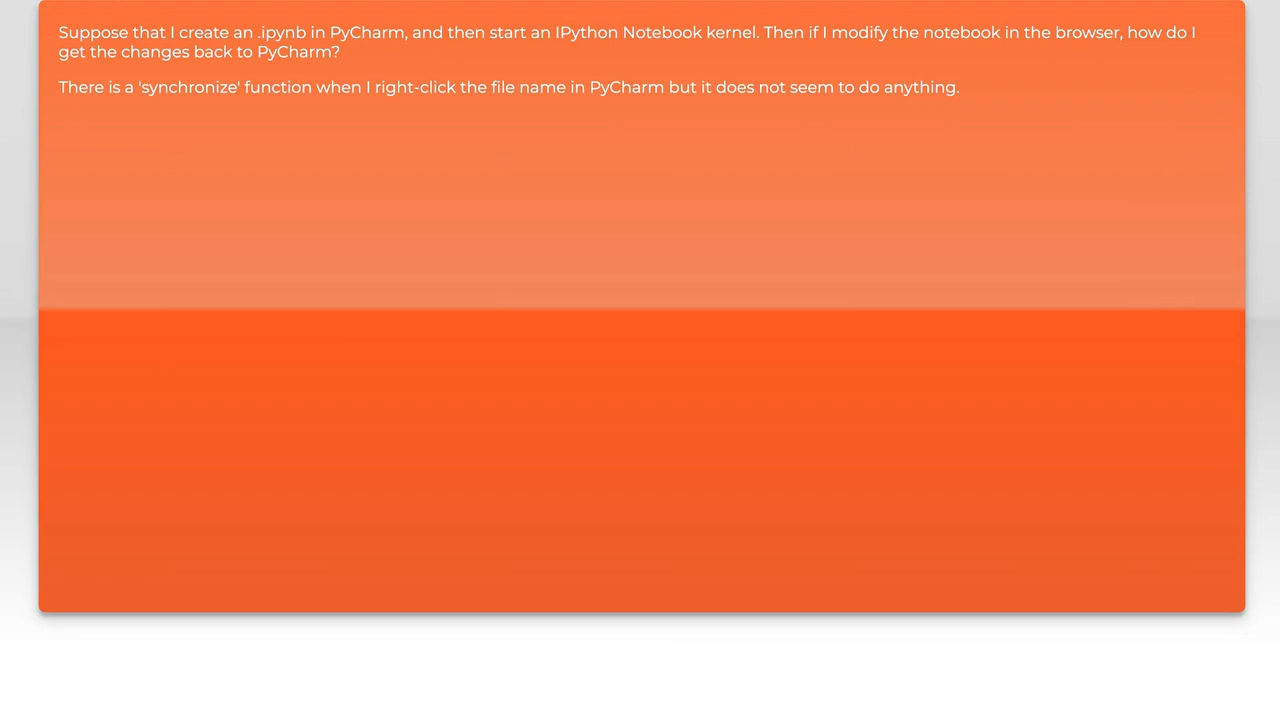 Suppose that I create an .ipynb in PyCharm, and then start an IPython Notebook kernel. Then if I modify the notebook in the browser, how do I
get the changes back to PyCharm?
There is a 'synchronize' function when I right-click the file name in PyCharm but it does not seem to do anything.